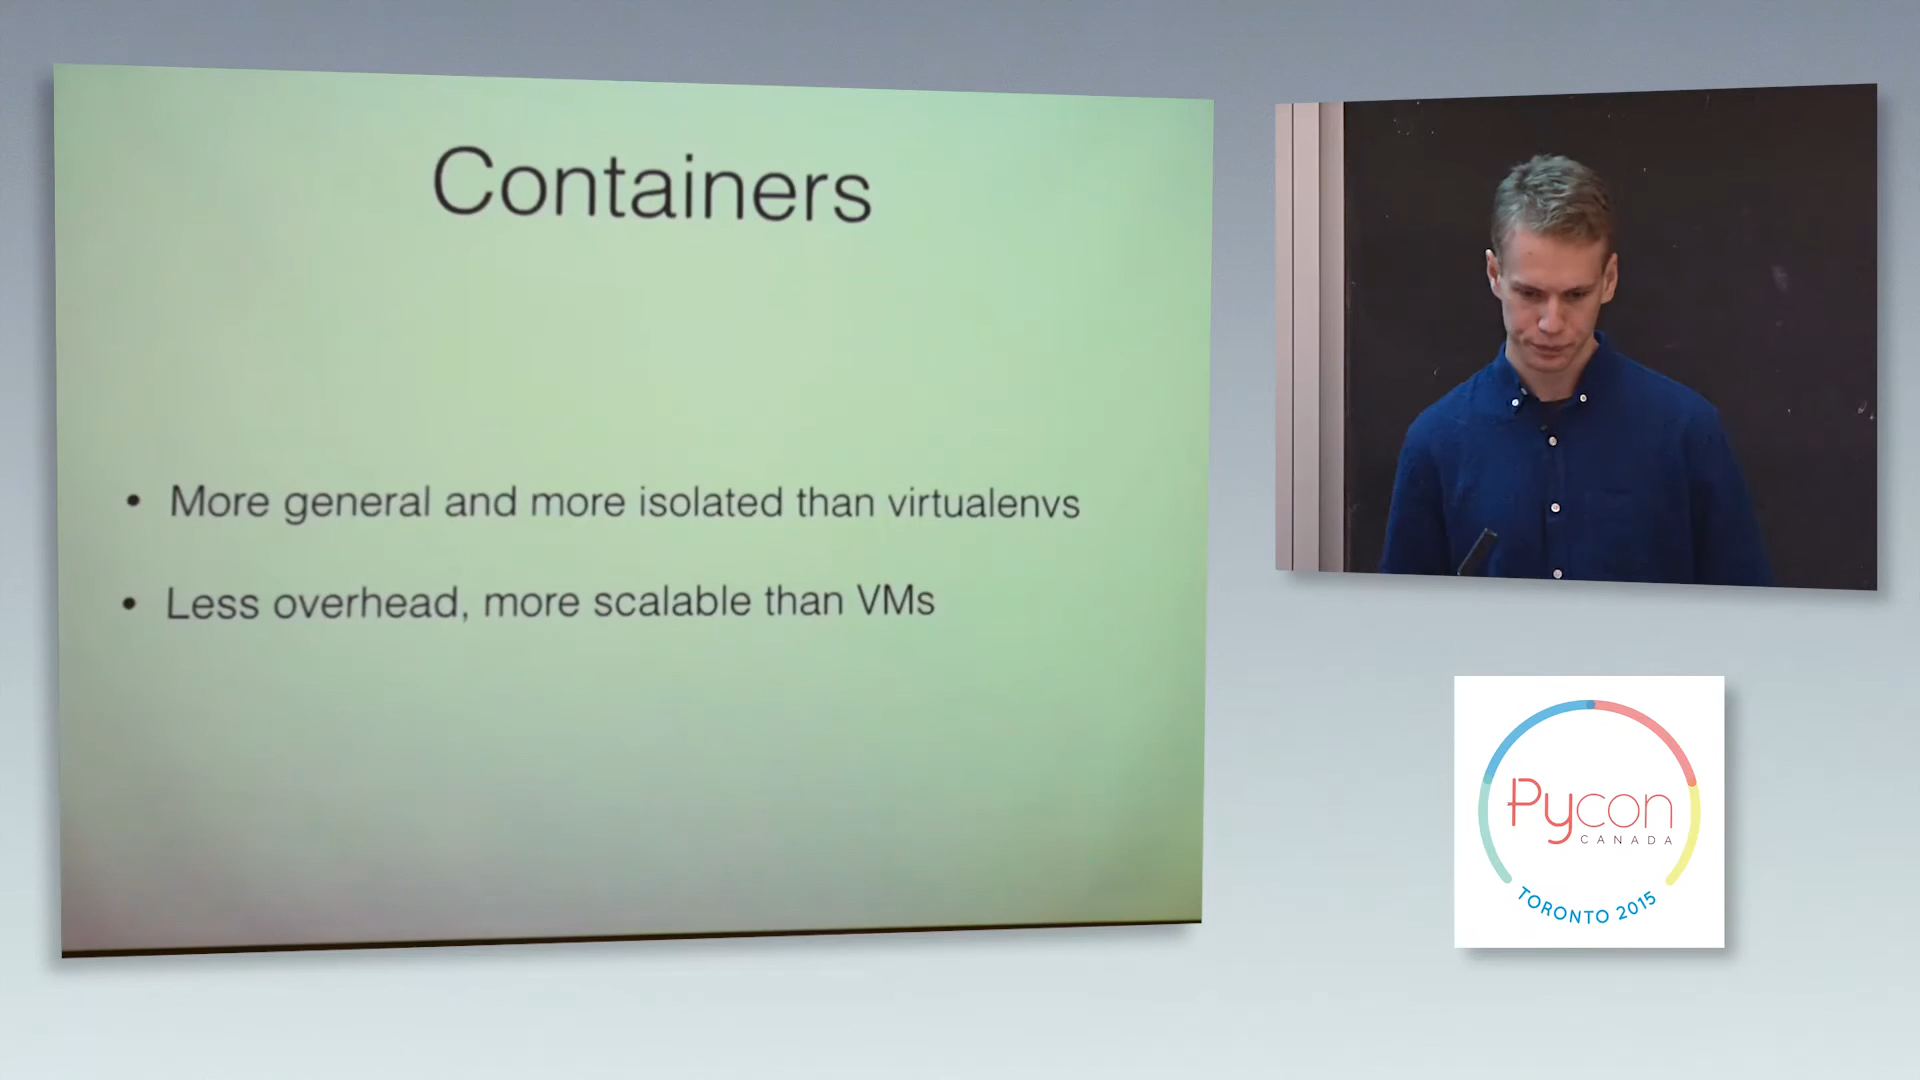 Containers
• More general and more isolated than virtualenvs
• Less overhead, more scalable than VMs
Pycon
CANADA
TORONTO 2015